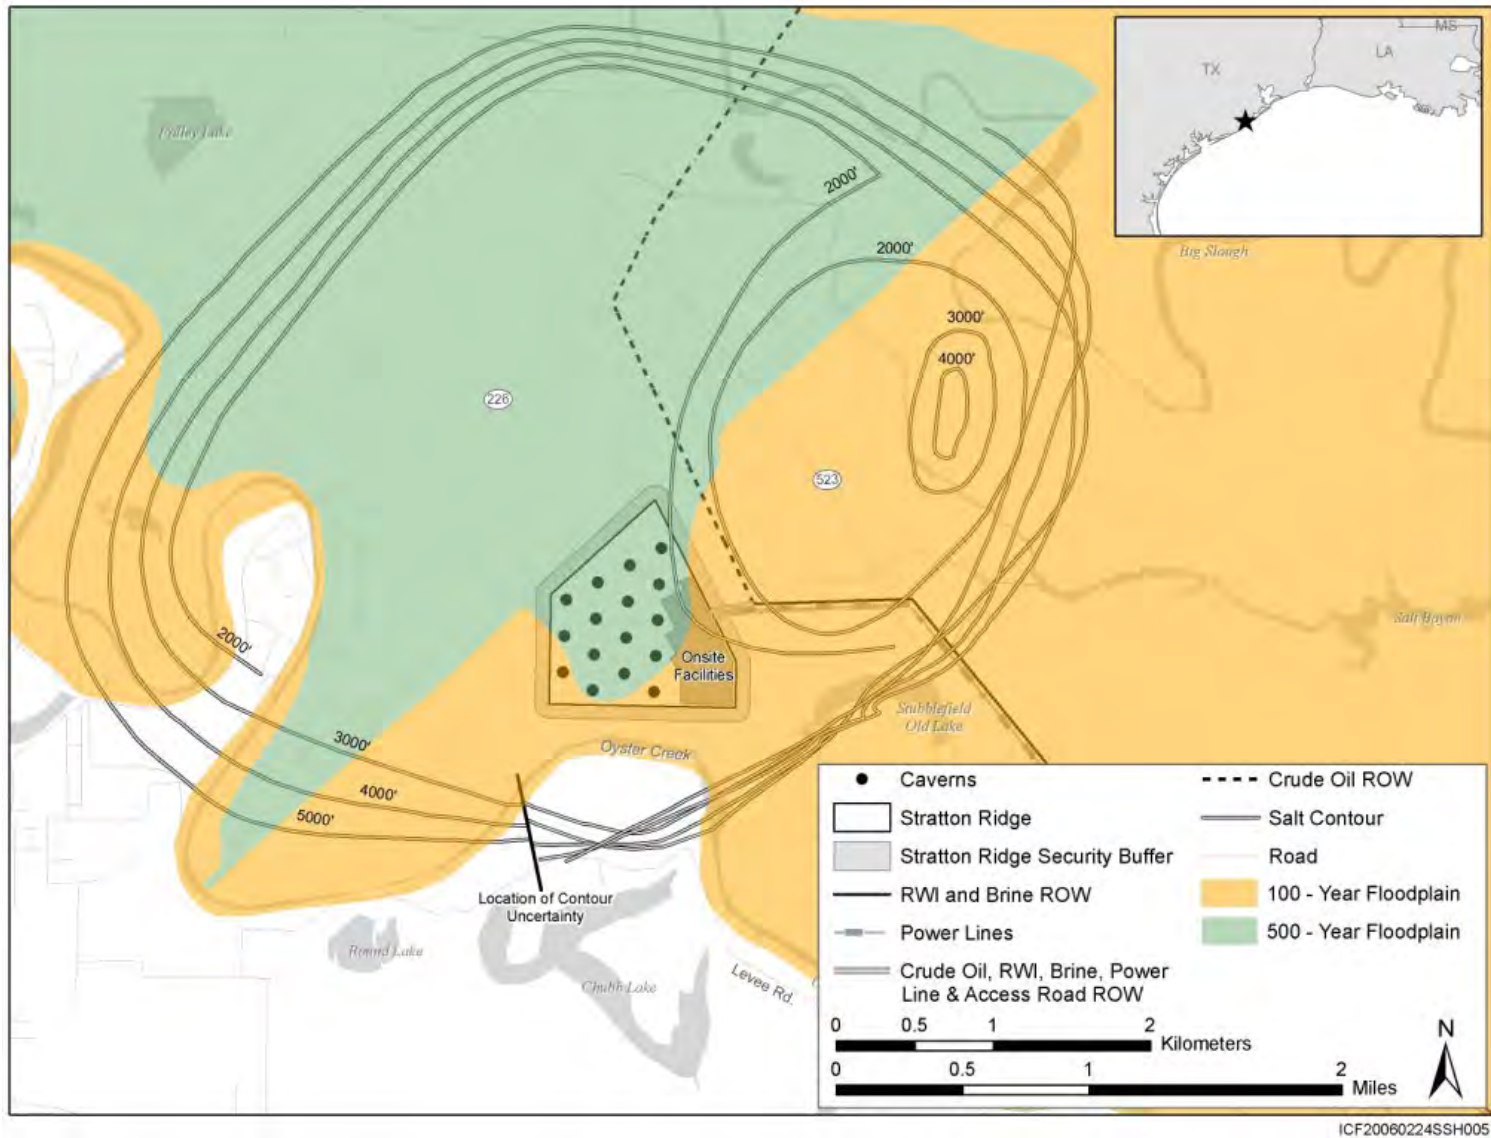 MS
LA
TX
Polley Lake
2000'
2000'
Big Slough
3000'
4000'
226
523
Salt Bayou
2000'
Onsite
Facilities
Stubblefield
Old Lake
3000'
Oyster Creek
4000'
5000'
Location of Contour
Uncertainty
Round Lake
Chubb Lake
Levee Rd.
Caverns
Stratton Ridge
Stratton Ridge Security Buffer
RWI and Brine ROW
Power Lines
Crude Oil, RWI, Brine, Power
Line & Access Road ROW
Crude Oil ROW
Salt Contour
Road
100 - Year Floodplain
500 - Year Floodplain
0 0.5 1 2
Kilometers
0 0.5 1 2
Miles
N
ICF20060224SSH005